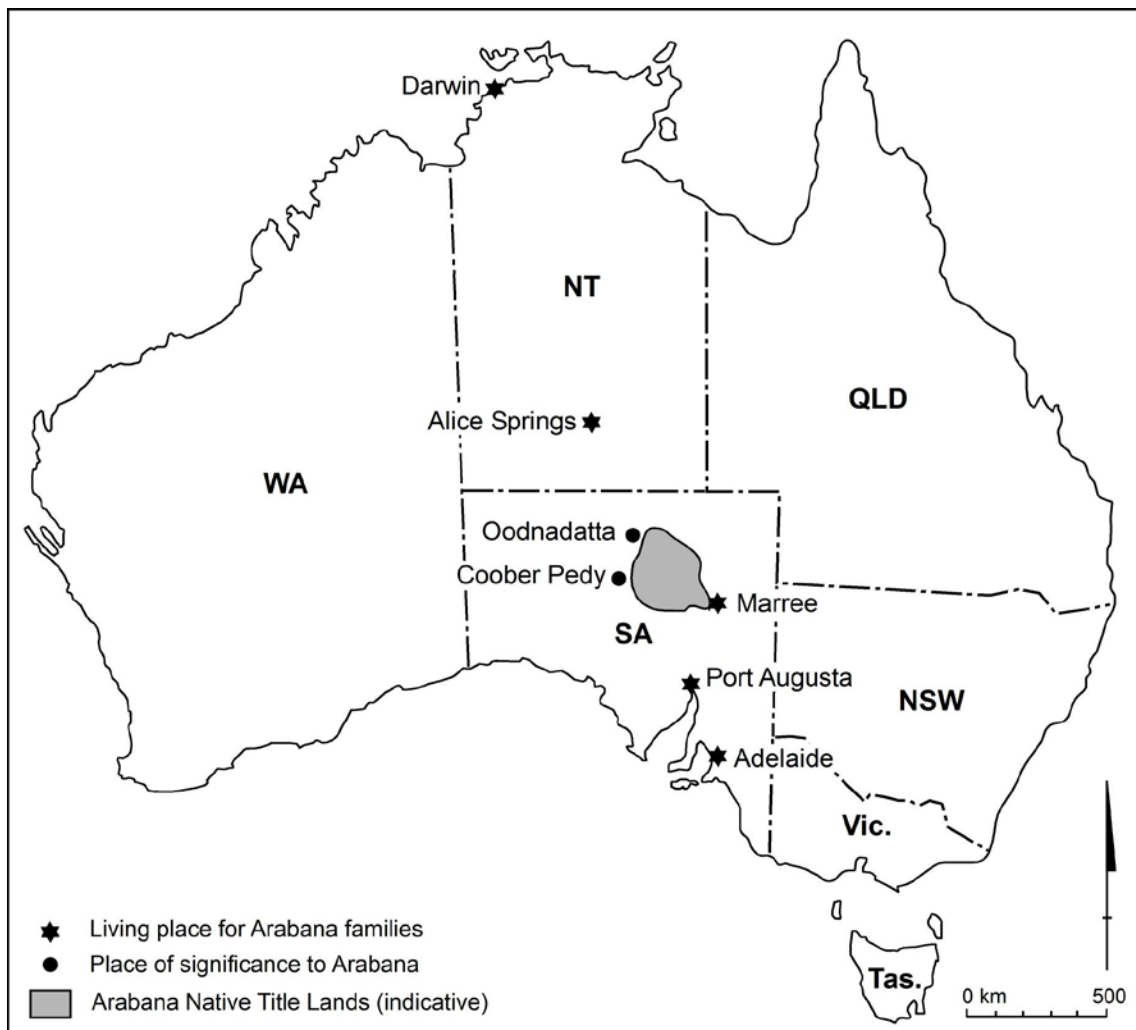 Darwin
NT
QLD
Alice Springs
WA
Oodnadatta
Coober Pedy
Marree
SA
Port Augusta
NSW
Adelaide
Vic.
Living place for Arabana families
Place of significance to Arabana
Tas.
Arabana Native Title Lands (indicative)
0 km 500